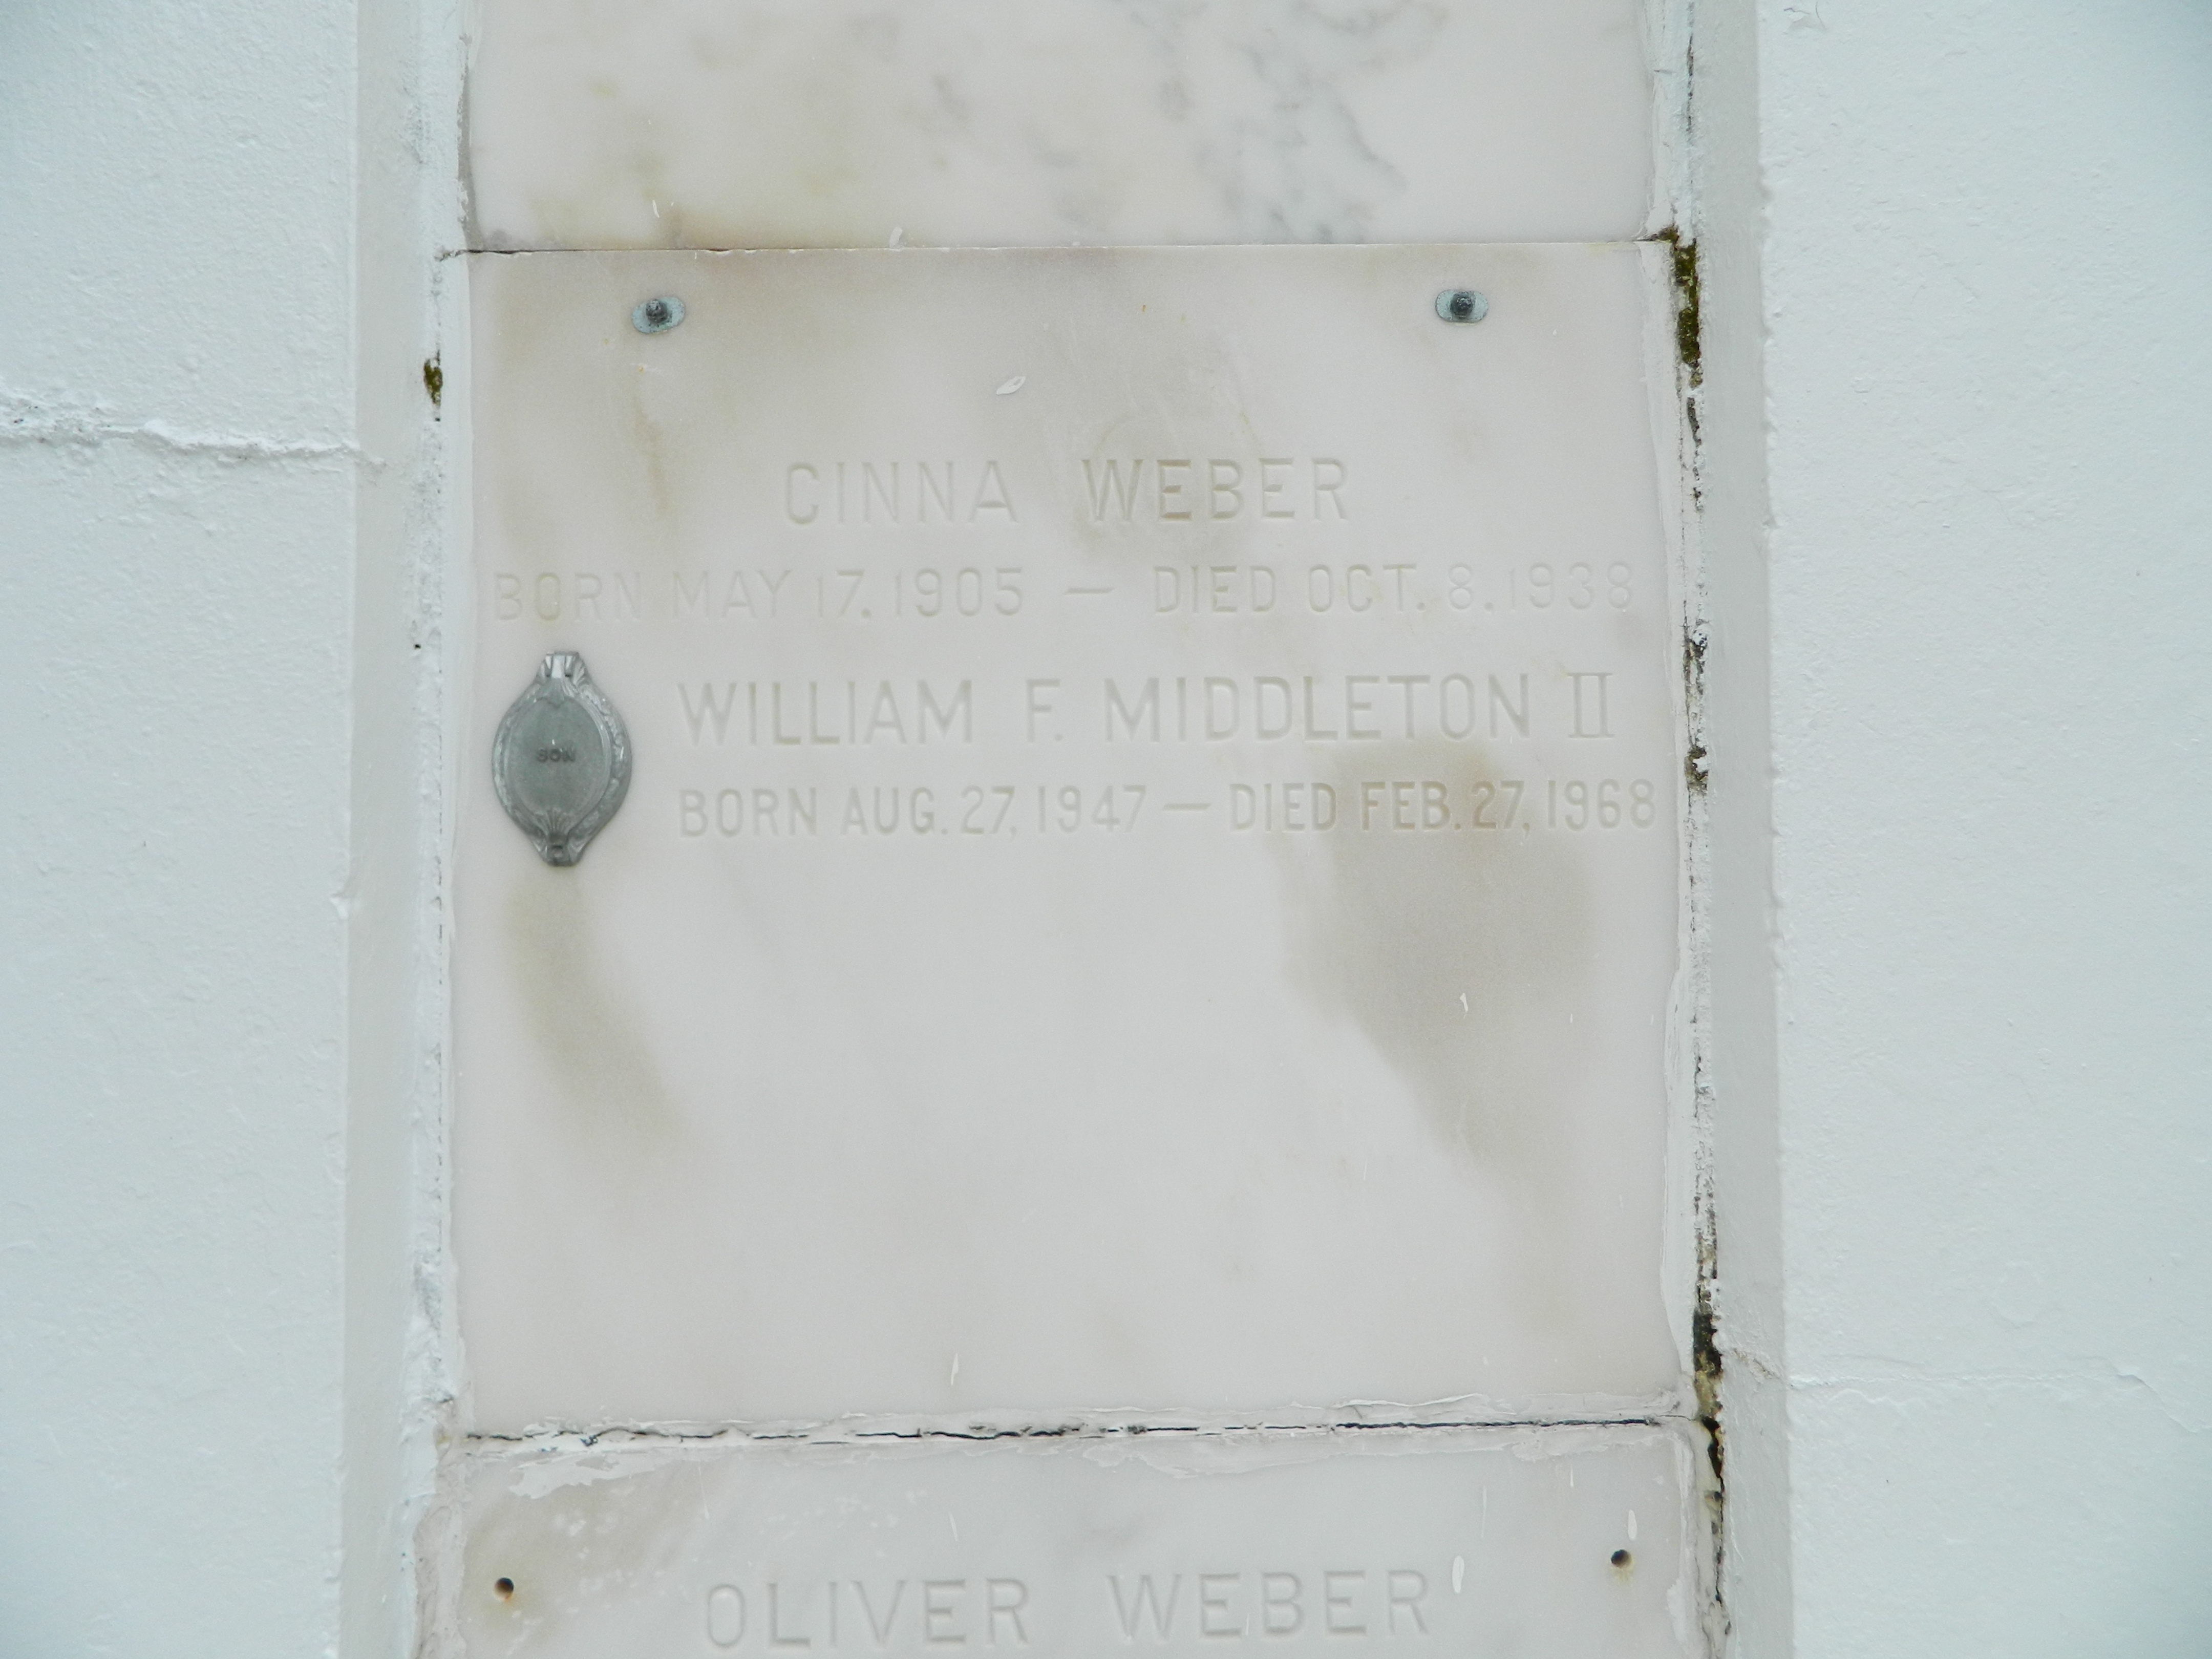 CINNA WEBER
BORN MAY 17, 1905 — DIED OCT. 8, 1938
SON
WILLIAM F. MIDDLETON II
BORN AUG. 27, 1947 — DIED FEB. 27, 1968
OLIVER WEBER